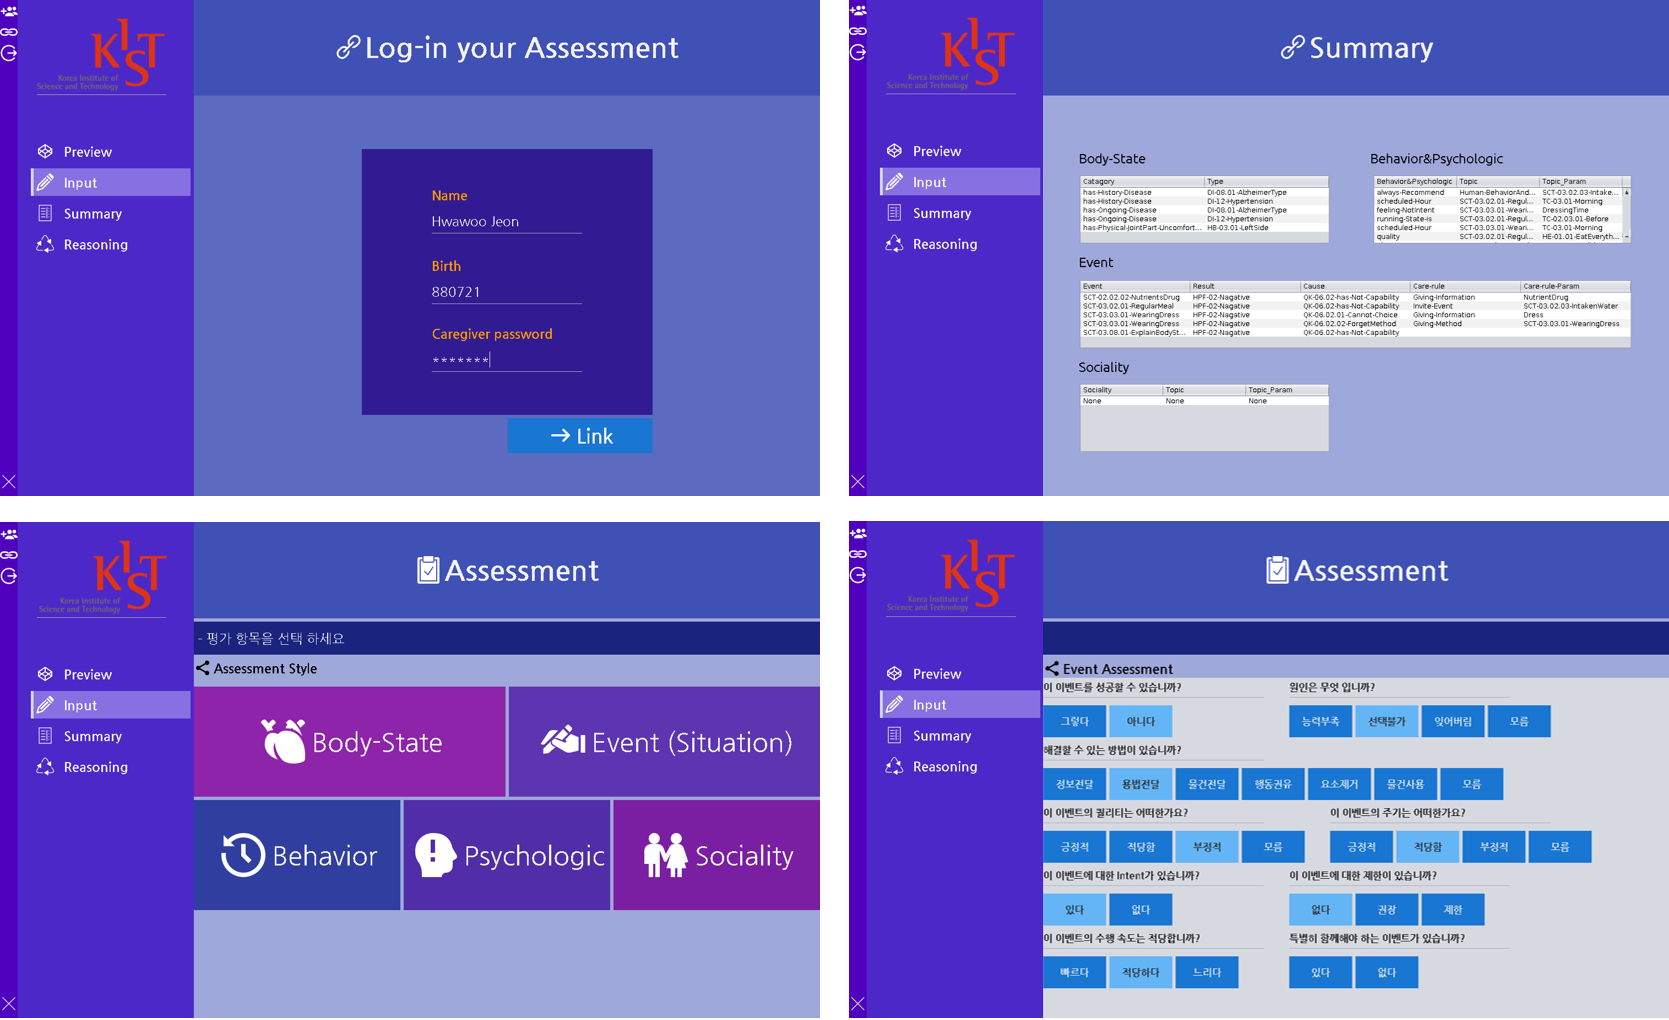 KIST
Korea Institute of
Science and Technology
Preview
Input
Summary
Reasoning
Log-in your Assessment
Name
Hwawoo Jeon
Birth
880721
Caregiver password
*******
Link
KIST
Korea Institute of
Science and Technology
Preview
Input
Summary
Reasoning
Summary
Body-State
Catagory Type
has-History-Disease DI-08.01-AlzheimerType
has-History-Disease DI-12-Hypertension
has-Ongoing-Disease DI-08.01-AlzheimerType
has-Ongoing-Disease DI-12-Hypertension
has-Physical-JointPart-Uncomfort... HB-03.01-LeftSide
Behavior&Psychologic
Behavior&Psychologic Topic Topic_Param
always-Recommend Human-BehaviorAnd... SCT-03.02.03-Intake...
scheduled-Hour SCT-03.02.01-Regul... TC-03.01-Morning
feeling-NotIntent SCT-03.03.01-Weari... DressingTime
running-State-is SCT-03.02.01-Regul... TC-02.03.01-Before
scheduled-Hour SCT-03.03.01-Weari... TC-03.01-Morning
quality SCT-03.02.01-Regul... HE-01.01-EatEveryth...
Event
Event Result Cause Care-rule Care-rule-Param
SCT-02.02.02-NutrientsDrug HPF-02-Nagative QK-06.02-has-Not-Capability Giving-Information NutrientDrug
SCT-02.02.01-RegularMeal HPF-02-Nagative QK-06.02-has-Not-Capability Invite-Event SCT-03.02.03-IntakenWater
SCT-03.03.01-WearingDress HPF-02-Nagative QK-06.02.01-Cannot-Choice Giving-Information Dress
SCT-03.03.01-WearingDress HPF-02-Nagative QK-06.02.02-ForgetMethod Giving-Method SCT-03.03.01-WearingDress
SCT-03.08.01-ExplainBodySt... HPF-02-Nagative QK-06.02-has-Not-Capability
Sociality
Sociality Topic Topic_Param
None None None
KIST
Korea Institute of
Science and Technology
Preview
Input
Summary
Reasoning
Assessment
- 평가 항목을 선택 하세요
Assessment Style
Body-State Event (Situation)
Behavior Psychologic Sociality
KIST
Korea Institute of
Science and Technology
Preview
Input
Summary
Reasoning
Assessment
Event Assessment
이 이벤트를 성공할 수 있습니까? 원인은 무엇 입니까?
그렇다 아니다 능력부족 선택불가 잊어버림 모름
해결할 수 있는 방법이 있습니까?
정보전달 용법전달 물건전달 행동권유 요소제거 물건사용 모름
이 이벤트의 퀄리티는 어떠한가요? 이 이벤트의 주기는 어떠한가요?
긍정적 적당함 부정적 모름 긍정적 적당함 부정적 모름
이 이벤트에 대한 Intent가 있습니까? 이 이벤트에 대한 제한이 있습니까?
있다 없다 없다 권장 제한
이 이벤트의 수행 속도는 적당합니까? 특별히 함께해야 하는 이벤트가 있습니까?
빠르다 적당하다 느리다 있다 없다